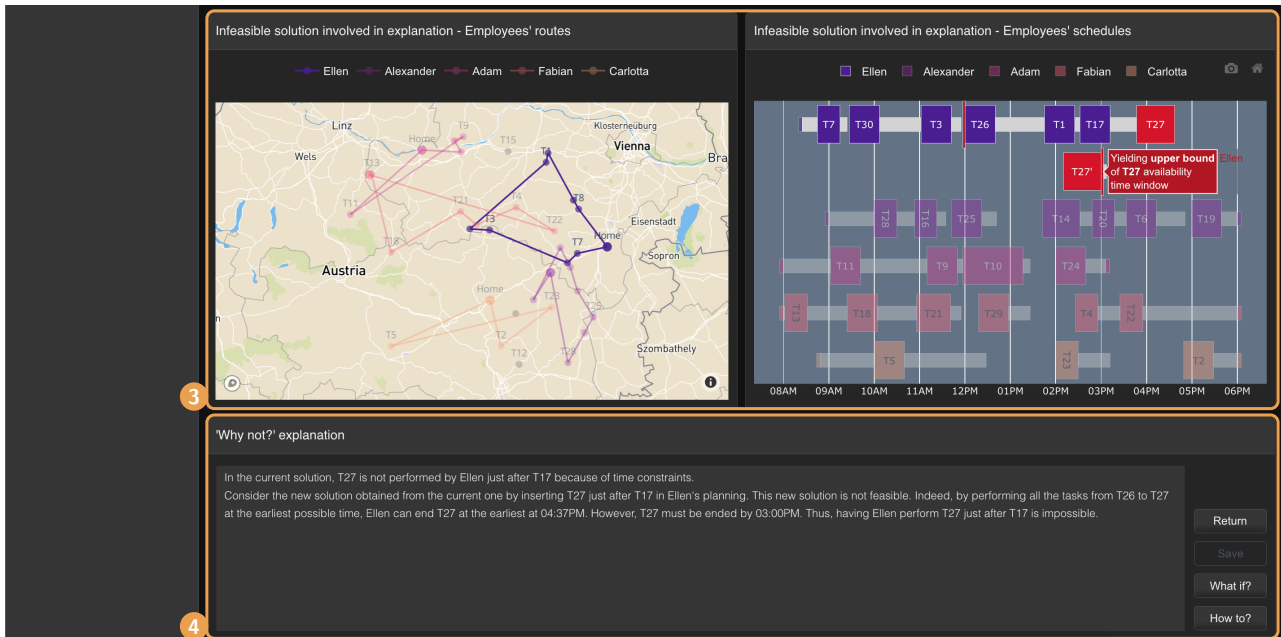 Infeasible solution involved in explanation - Employees' routes
Ellen Alexander Adam Fabian Carlotta
Linz
Wels
Home
T9
T15
Klosterneuburg
Vienna
Bra
T1
T13
T11
T18
T21
T3
T4
T22
T8
Eisenstadt
Home
Sopron
T7
Austria
Home
T23
T25
T5
T2
T12
T28
Szombathely
n
3
Infeasible solution involved in explanation - Employees' schedules
Ellen Alexander Adam Fabian Carlotta
T7 T30 T3 T26 T1 T17 T27
T27'
Yielding upper bound
of T27 availability
time window
Ellen
T28 T16 T25 T14 T20 T6 T19
T11 T9 T10 T24
T13 T18 T21 T29 T4 T22
T5 T23 T2
08AM 09AM 10AM 11AM 12PM 01PM 02PM 03PM 04PM 05PM 06PM
'Why not?' explanation
In the current solution, T27 is not performed by Ellen just after T17 because of time constraints.
Consider the new solution obtained from the current one by inserting T27 just after T17 in Ellen's planning. This new solution is not feasible. Indeed, by performing all the tasks from T26 to T27
at the earliest possible time, Ellen can end T27 at the earliest at 04:37PM. However, T27 must be ended by 03:00PM. Thus, having Ellen perform T27 just after T17 is impossible.
Return
Save
What if?
How to?
4